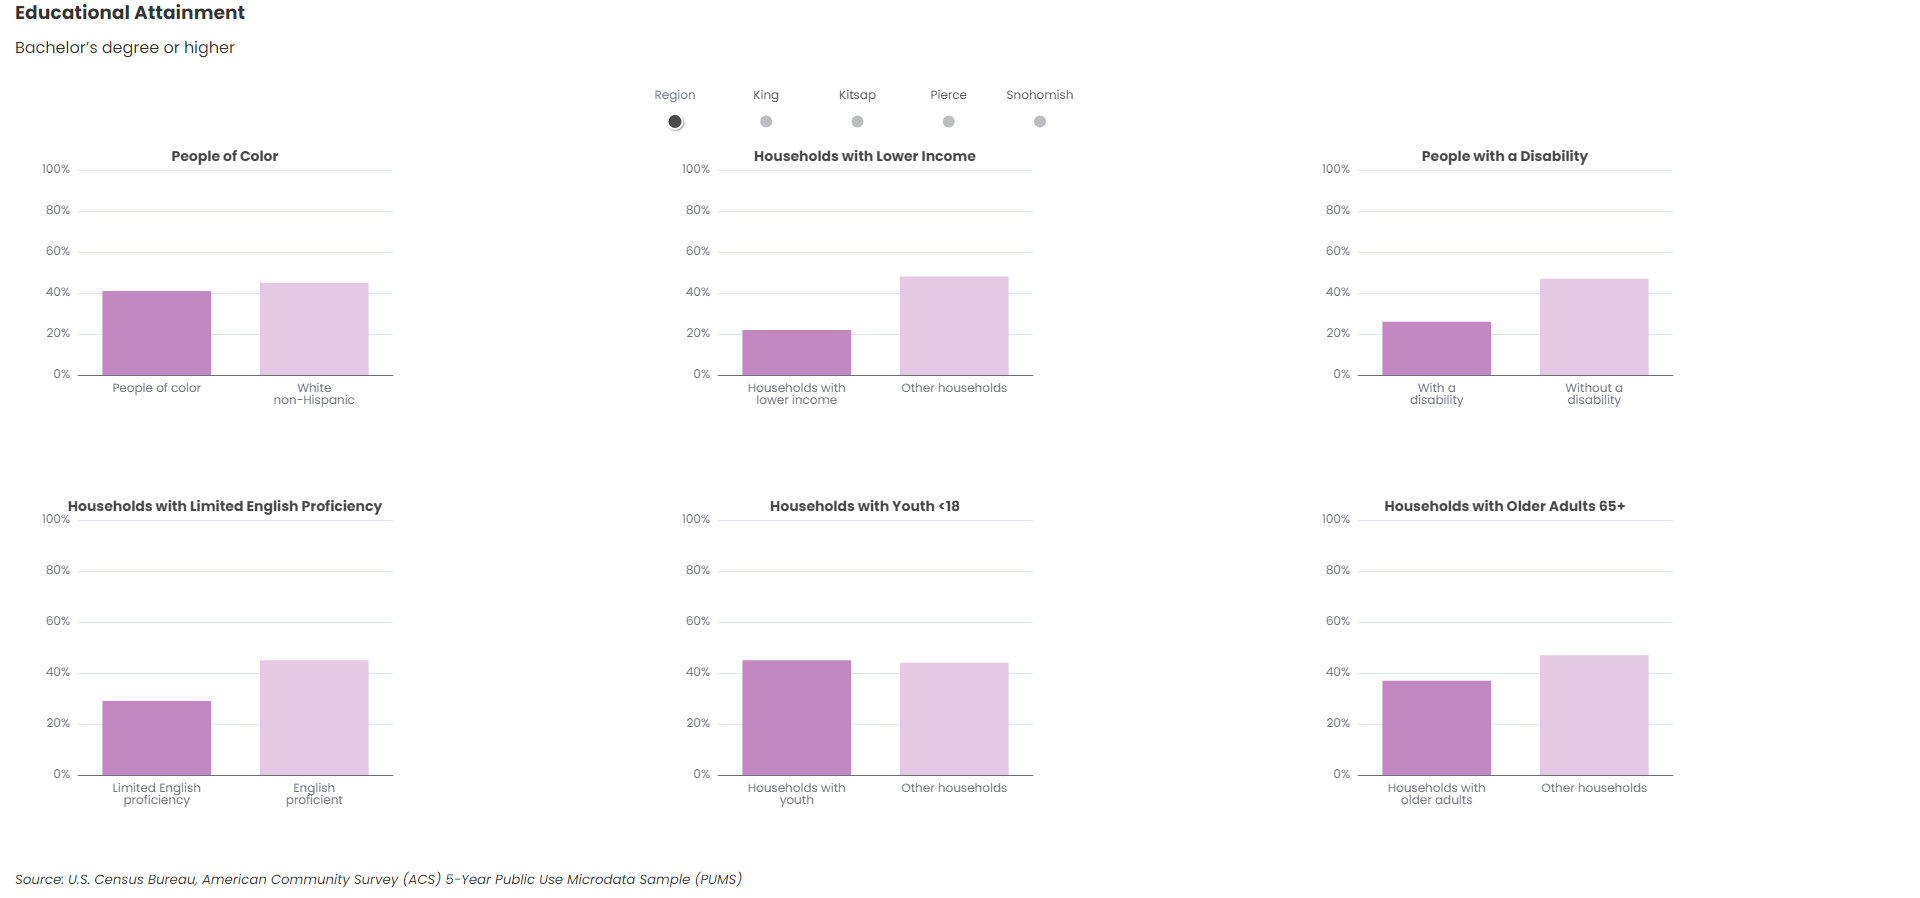 Educational Attainment
Bachelor’s degree or higher
Region King Kitsap Pierce Snohomish
People of Color
100%
80%
60%
40%
20%
0%
People of color
White
non-Hispanic
Households with Lower Income
100%
80%
60%
40%
20%
0%
Households with
lower income
Other households
People with a Disability
100%
80%
60%
40%
20%
0%
With a
disability
Without a
disability
Households with Limited English Proficiency
100%
80%
60%
40%
20%
0%
Limited English
proficiency
English
proficient
Households with Youth <18
100%
80%
60%
40%
20%
0%
Households with
youth
Other households
Households with Older Adults 65+
100%
80%
60%
40%
20%
0%
Households with
older adults
Other households
Source: U.S. Census Bureau, American Community Survey (ACS) 5-Year Public Use Microdata Sample (PUMS)